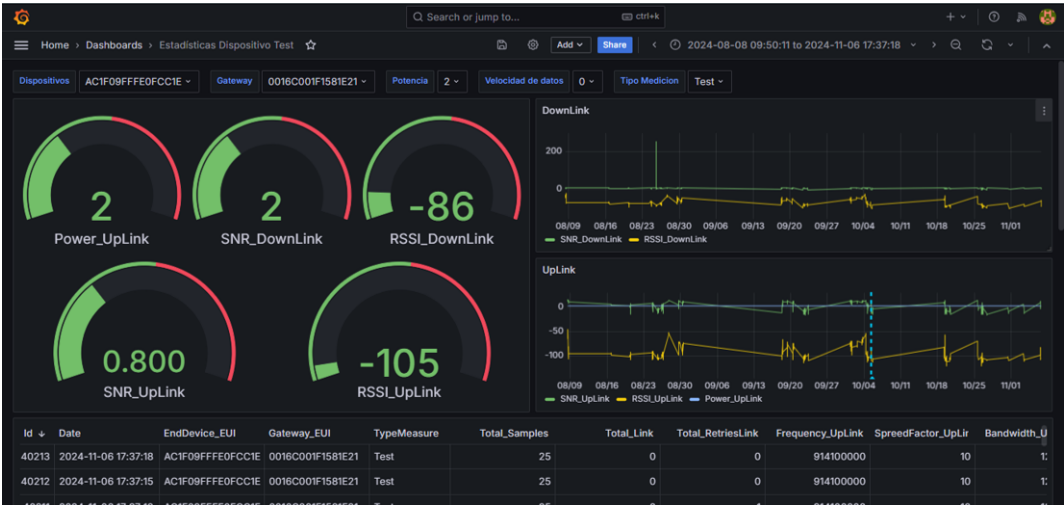 Search or jump to...
ctrl+k
Home › Dashboards › Estadísticas Dispositivo Test
Add
Share
2024-08-08 09:50:11 to 2024-11-06 17:37:18
Dispositivos AC1F09FFFE0FCC1E Gateway 0016C001F1581E21 Potencia 2 Velocidad de datos 0 Tipo Medicion Test
2
Power_UpLink
2
SNR_DownLink
-86
RSSI_DownLink
0.800
SNR_UpLink
-105
RSSI_UpLink
DownLink
200
0
08/09 08/16 08/23 08/30 09/06 09/13 09/20 09/27 10/04 10/11 10/18 10/25 11/01
SNR_DownLink RSSI_DownLink
UpLink
0
-50
-100
08/09 08/16 08/23 08/30 09/06 09/13 09/20 09/27 10/04 10/11 10/18 10/25 11/01
SNR_UpLink RSSI_UpLink Power_UpLink
Id Date EndDevice_EUI Gateway_EUI TypeMeasure Total_Samples Total_Link Total_RetriesLink Frequency_UpLink SpreedFactor_UpLir Bandwidth_U
40213 2024-11-06 17:37:18 AC1F09FFFE0FCC1E 0016C001F1581E21 Test 25 0 0 914100000 10
40212 2024-11-06 17:37:15 AC1F09FFFE0FCC1E 0016C001F1581E21 Test 25 0 0 914100000 10